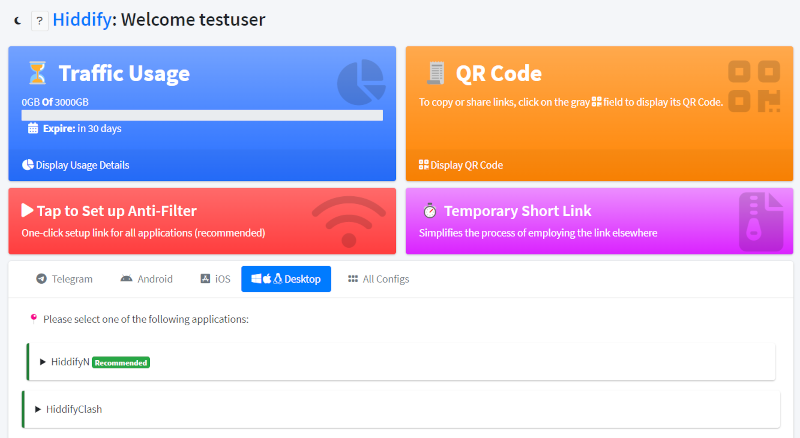 ? Hiddify: Welcome testuser
Traffic Usage
0GB Of 3000GB
Expire: in 30 days
Display Usage Details
QR Code
To copy or share links, click on the gray field to display its QR Code.
Display QR Code
Tap to Set up Anti-Filter
One-click setup link for all applications (recommended)
Temporary Short Link
Simplifies the process of employing the link elsewhere
Telegram Android iOS Desktop All Configs
Please select one of the following applications:
HiddifyN Recommended
HiddifyClash